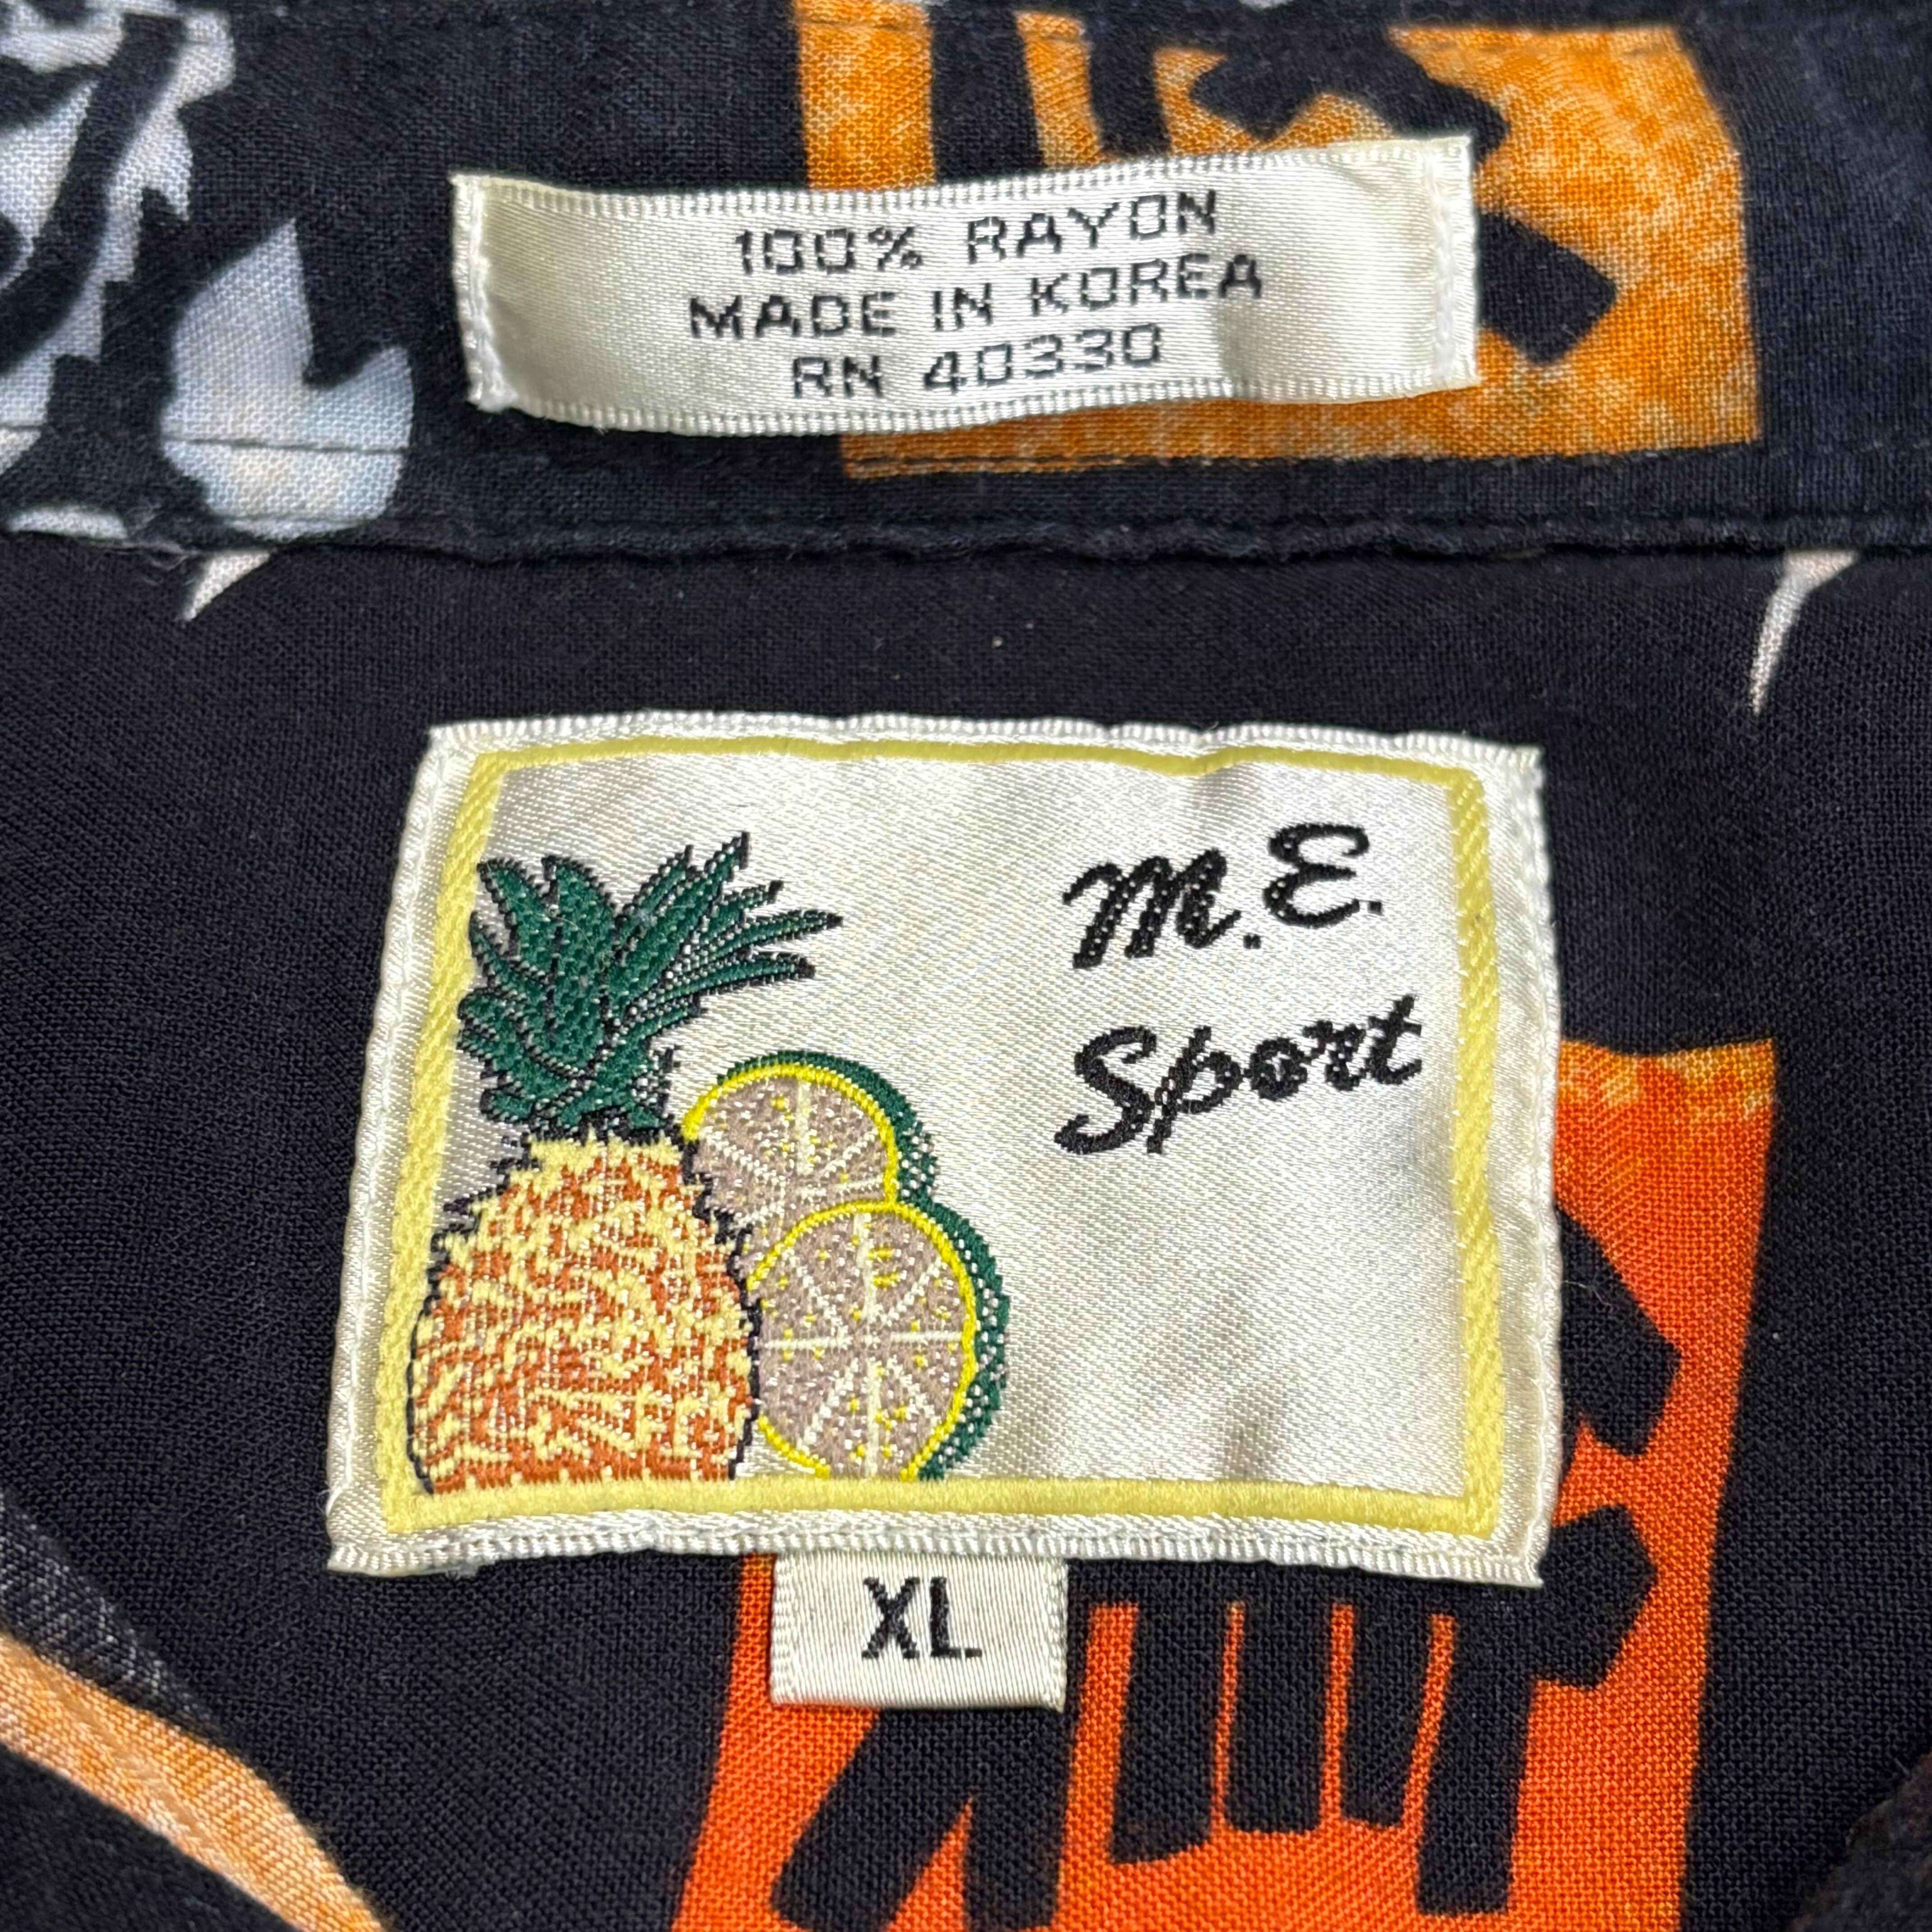 100% RAYON
MADE IN KOREA
RN 40330
M.E.
Sport
XL